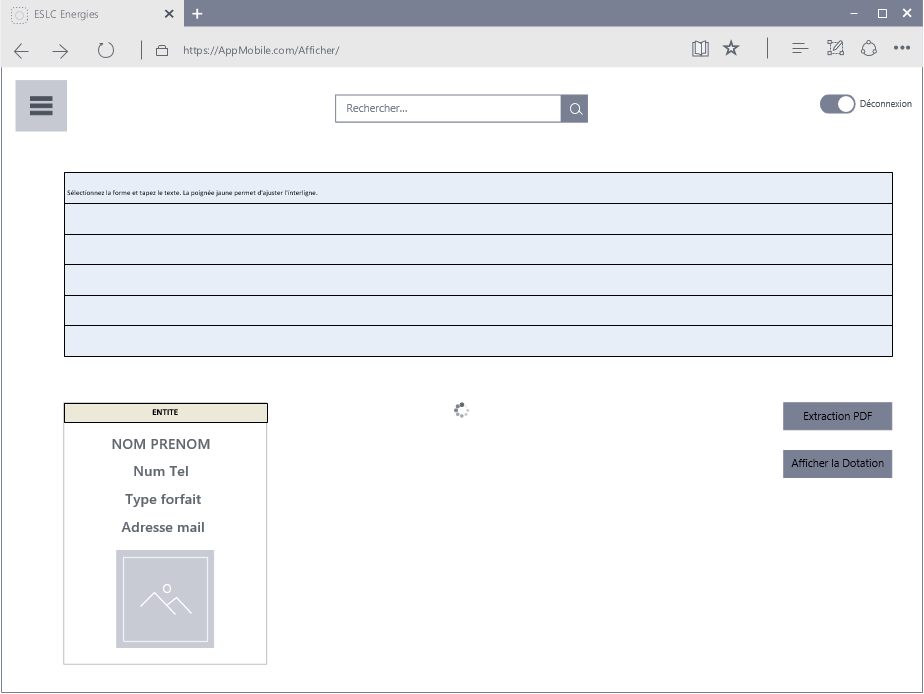 ESLC Energies
https://AppMobile.com/Afficher/
Rechercher...
Déconnexion
Sélectionnez la forme et tapez le texte. La poignée jaune permet d'ajuster l'interligne.
ENTITE
NOM PRENOM
Num Tel
Type forfait
Adresse mail
Extraction PDF
Afficher la Dotation